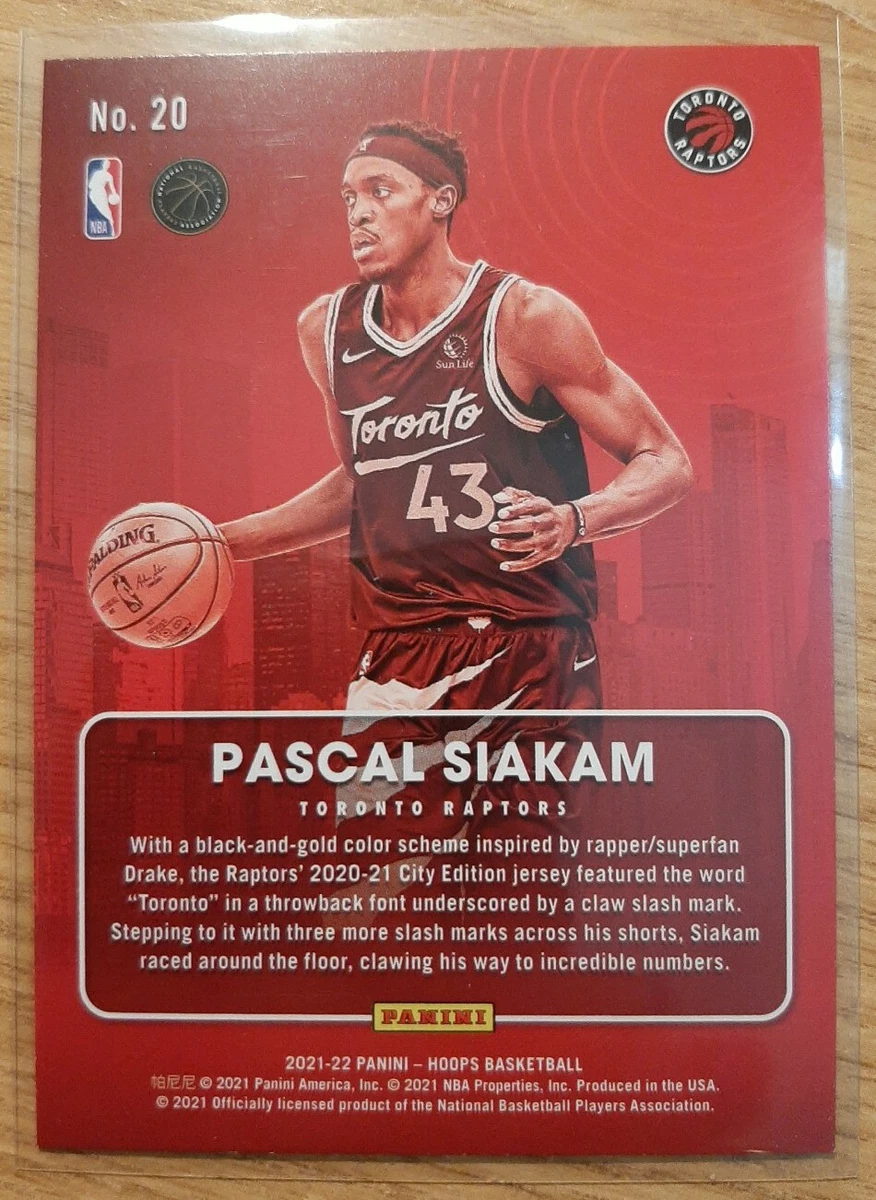 No. 20
TORONTO
RAPTORS
NBA
NATIONAL BASKETBALL
PLAYERS ASSOCIATION
Sun Life
Toronto
43
SPALDING
PASCAL SIAKAM
TORONTO RAPTORS
With a black-and-gold color scheme inspired by rapper/superfan
Drake, the Raptors' 2020-21 City Edition jersey featured the word
“Toronto” in a throwback font underscored by a claw slash mark.
Stepping to it with three more slash marks across his shorts, Siakam
raced around the floor, clawing his way to incredible numbers.
PANINI
2021-22 PANINI – HOOPS BASKETBALL
帕尼尼 © 2021 Panini America, Inc. © 2021 NBA Properties, Inc. Produced in the USA.
© 2021 Officially licensed product of the National Basketball Players Association.